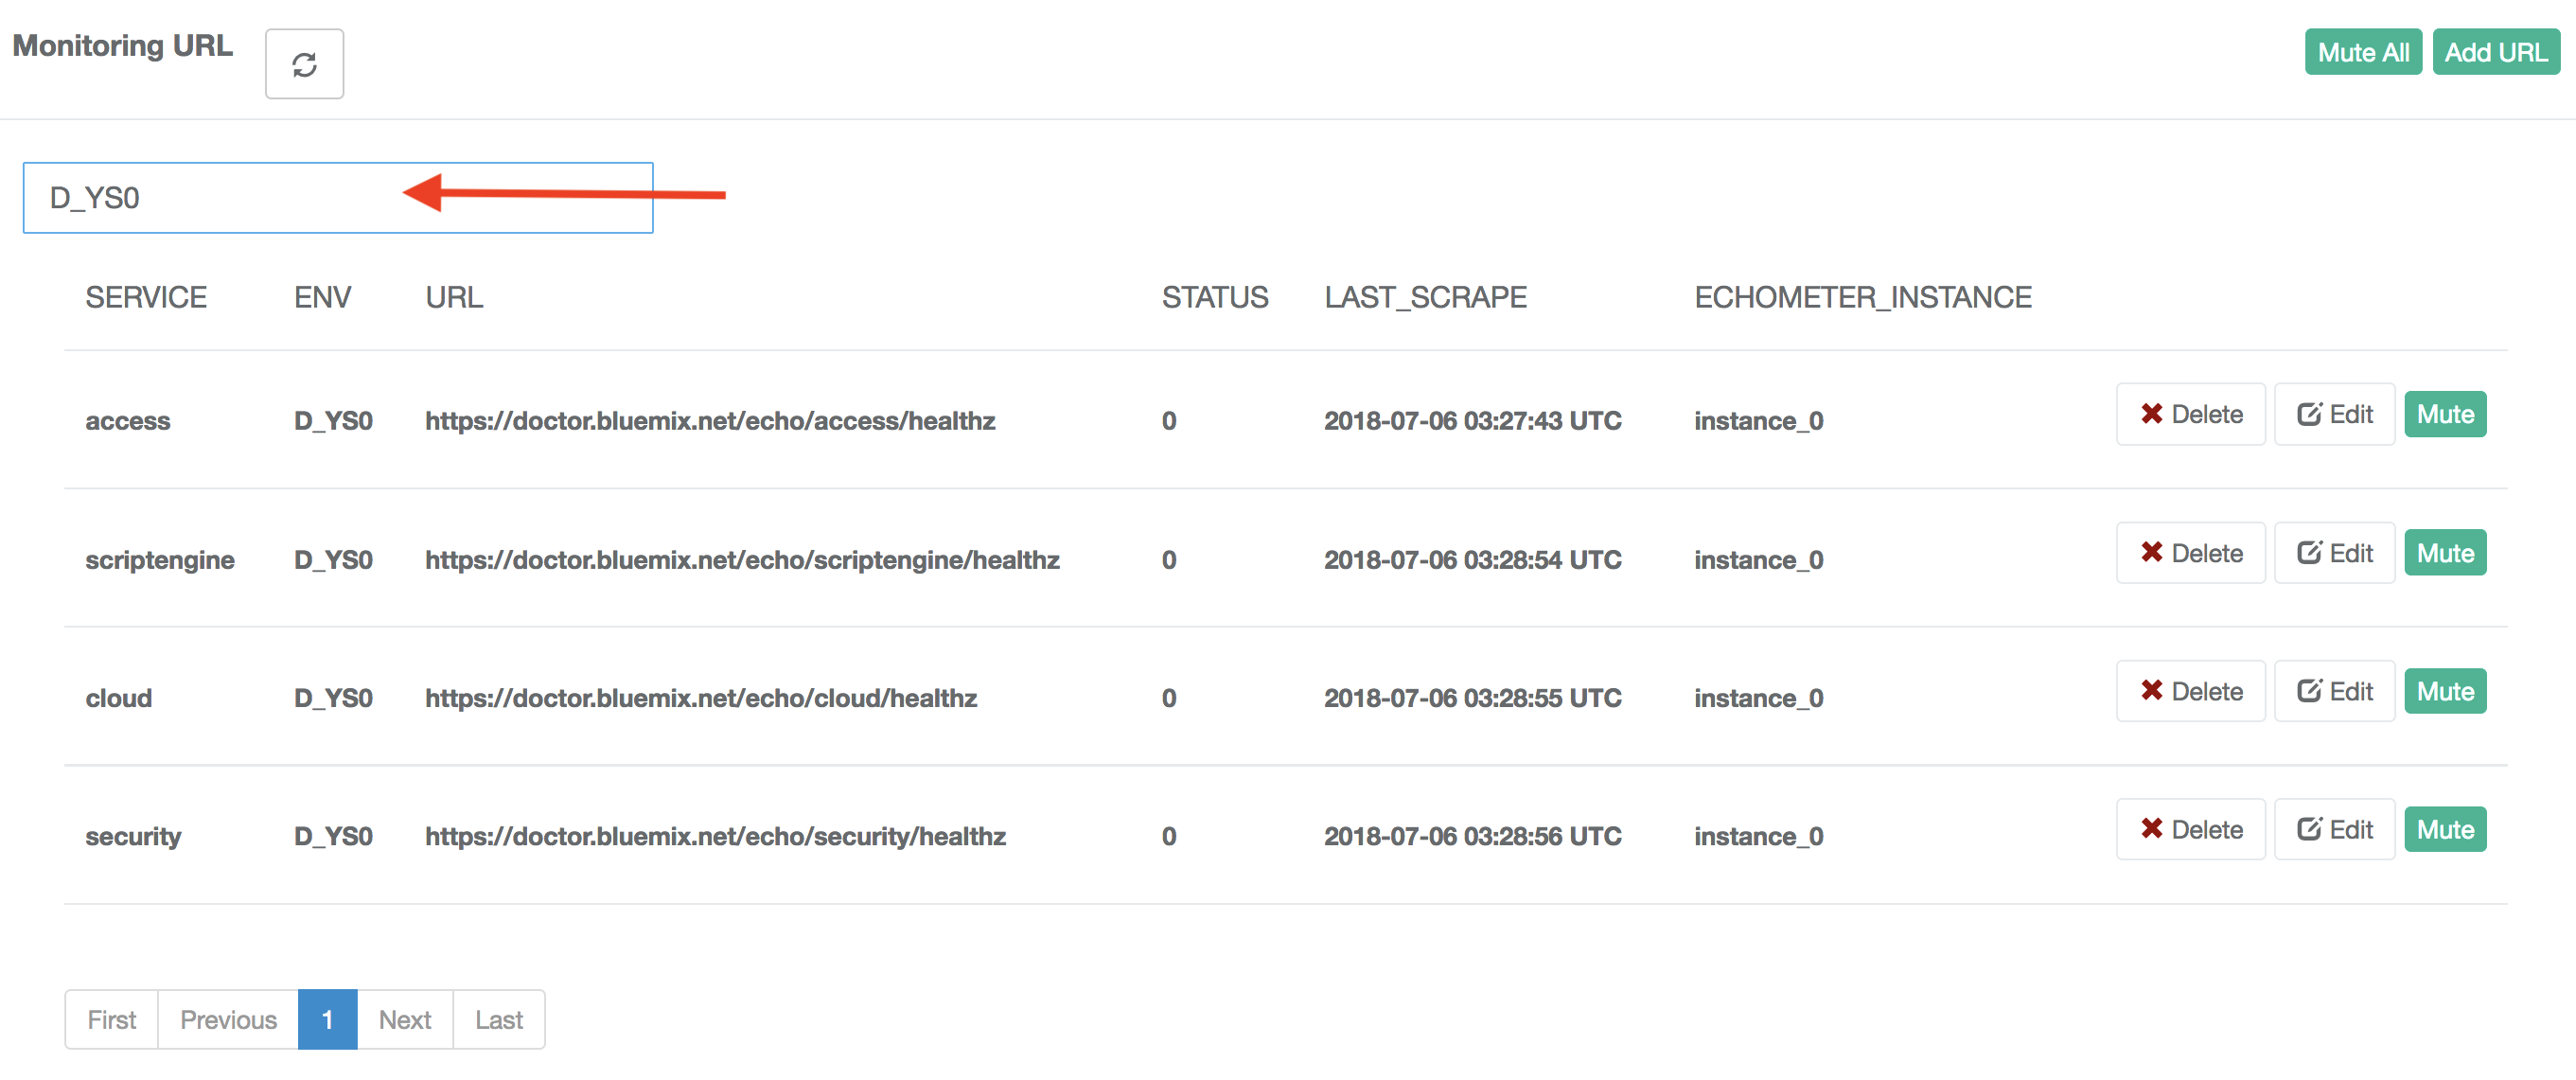 Monitoring URL Mute All Add URL
D_YS0
SERVICE ENV URL STATUS LAST_SCRAPE ECHOMETER_INSTANCE
access D_YS0 https://doctor.bluemix.net/echo/access/healthz 0 2018-07-06 03:27:43 UTC instance_0 Delete Edit Mute
scriptengine D_YS0 https://doctor.bluemix.net/echo/scriptengine/healthz 0 2018-07-06 03:28:54 UTC instance_0 Delete Edit Mute
cloud D_YS0 https://doctor.bluemix.net/echo/cloud/healthz 0 2018-07-06 03:28:55 UTC instance_0 Delete Edit Mute
security D_YS0 https://doctor.bluemix.net/echo/security/healthz 0 2018-07-06 03:28:56 UTC instance_0 Delete Edit Mute
First Previous 1 Next Last